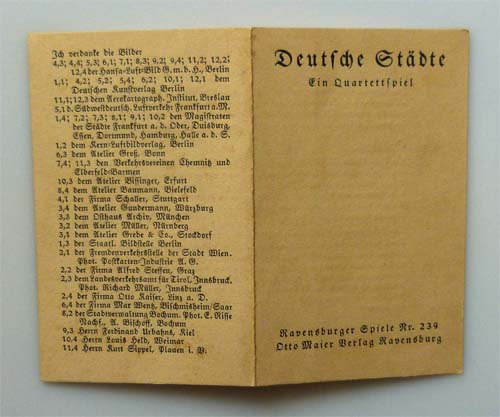 Ich verdanke die Bilder
4,3; 4,4; 5,3; 6,1; 7,1; 8,3; 9,2; 9,4; 11,2; 12,2;
12,4 der Hansa-Luft-Bild G. m. b. H., Berlin
1,1; 4,2; 5,2; 5,4; 6,2; 10,1; 12,1 dem
Deutschen Kunstverlag Berlin
11,1; 12,3 dem Aerokartograph. Institut, Breslau
5,1 d. Südwestdeutsch. Luftverkehr Frankfurt a. M.
1,4; 7,2; 7,3; 8,1; 9,1; 10,2 den Magistraten
der Städte Frankfurt a. d. Oder, Duisburg,
Essen, Dortmund, Hamburg, Halle a. d. S.
1,2 dem Kern-Luftbildverlag, Berlin
6,3 dem Atelier Groß, Bonn
7,4; 11,3 den Verkehrsvereinen Chemnitz und
Elberfeld-Barmen
10,3 dem Atelier Bissinger, Erfurt
8,4 dem Atelier Baumann, Bielefeld
4,1 der Firma Schaller, Stuttgart
3,4 dem Atelier Gundermann, Würzburg
3,3 dem Osthaus Archiv, München
3,2 dem Atelier Müller, Nürnberg
3,1 dem Atelier Grebe & Co., Stockdorf
1,3 der Staatl. Bildstelle Berlin
2,1 der Fremdenverkehrsstelle der Stadt Wien.
Phot. Postkarten-Industrie A. G.
2,2 der Firma Alfred Steffen, Graz
2,3 dem Landesverkehrsamt für Tirol, Innsbruck.
Phot. Richard Müller, Innsbruck
2,4 der Firma Otto Kaiser, Linz a. D.
6,4 der Firma Max Wentz, Bischmisheim/Saar
8,2 der Stadtverwaltung Bochum. Phot. E. Risse
Nachf., A. Bischoff, Bochum
9,3 Herrn Ferdinand Urbahns, Kiel
10,4 Herrn Louis Held, Weimar
11,4 Herrn Kurt Sippel, Plauen i. V.
Deutsche Städte
Ein Quartettspiel
Ravensburger Spiele Nr. 239
Otto Maier Verlag Ravensburg